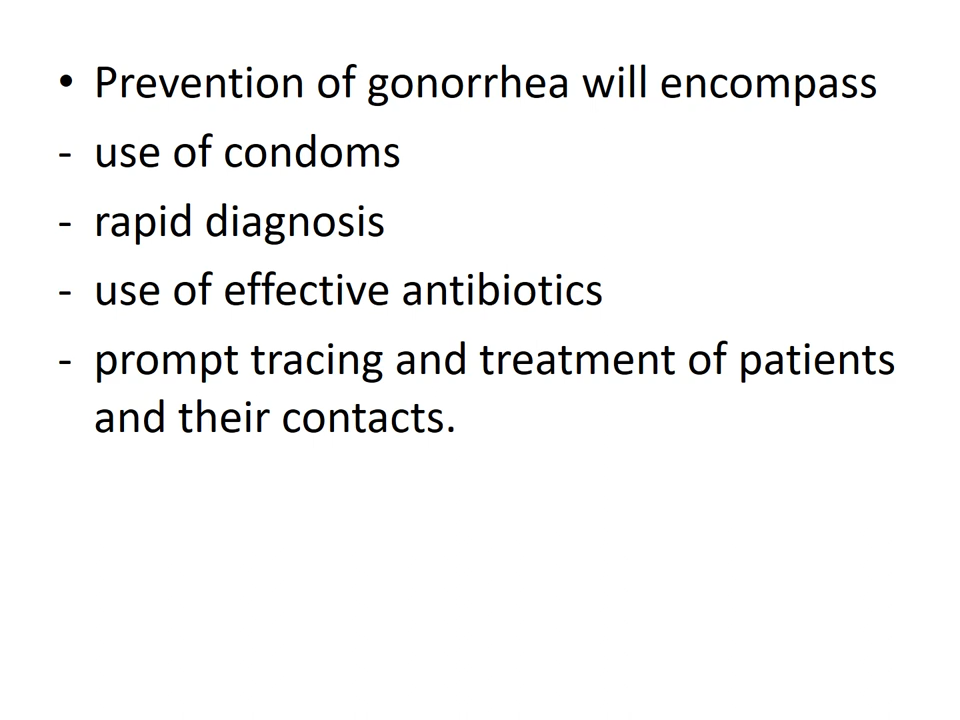 • Prevention of gonorrhea will encompass
- use of condoms
- rapid diagnosis
- use of effective antibiotics
- prompt tracing and treatment of patients
and their contacts.